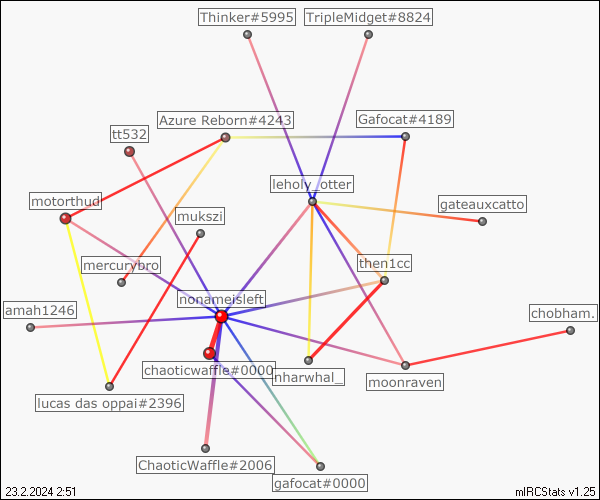 Thinker#5995
TripleMidget#8824
Azure Reborn#4243
Gafocat#4189
tt532
leholy_otter
motorthud
gateauxcatto
mukszi
mercurybro
then1cc
nonameisleft
amah1246
chobham.
chaoticwaffle#0000
nharwhal_
moonraven
lucas das oppai#2396
ChaoticWaffle#2006
gafocat#0000
23.2.2024 2:51
mIRCStats v1.25